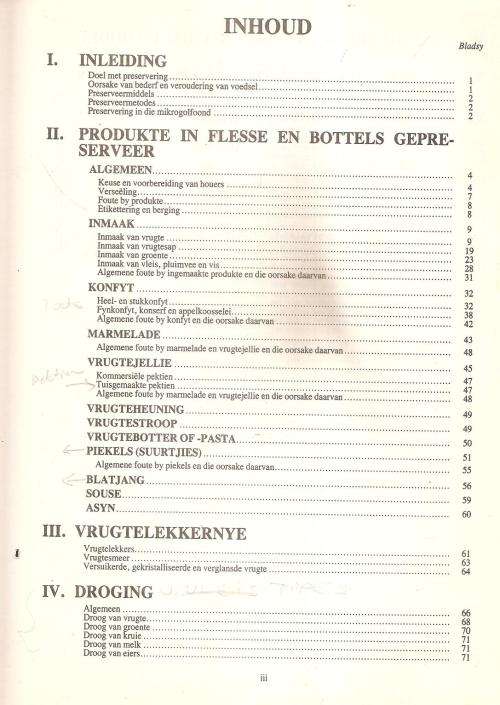 INHOUD
Bladsy
I. INLEIDING
Doel met preservering 1
Oorsake van bederf en veroudering van voedsel 1
Preserveermiddels 2
Preserveermetodes 2
Preservering in die mikrogolfoond 2
II. PRODUKTE IN FLESSE EN BOTTELS GEPRE-
SERVEER
ALGEMEEN 4
Keuse en voorbereiding van houers 4
Verseëling 7
Foute by produkte 8
Etikettering en berging 8
INMAAK 9
Inmaak van vrugte 9
Inmaak van vrugtesap 19
Inmaak van groente 23
Inmaak van vleis, pluimvee en vis 28
Algemene foute by ingemaakte produkte en die oorsake daarvan 31
KONFYT 32
Heel- en stukkonfyt 32
Fynkonfyt, konserf en appelkooselei 38
Algemene foute by konfyt en die oorsake daarvan 42
MARMELADE 43
Algemene foute by marmelade en vrugtejellie en die oorsake daarvan 48
VRUGTEJELLIE 45
Kommersiële pektien 47
Tuisgemaakte pektien 47
Algemene foute by marmelade en vrugtejellie en die oorsake daarvan 48
VRUGTEHEUNING 49
VRUGTESTROOP 49
VRUGTEBOTTER OF -PASTA 50
PIEKELS (SUURTJIES) 51
Algemene foute by piekels en die oorsake daarvan 55
BLATJANG 56
SOUSE 59
ASYN 60
III. VRUGTELEKKERNYE
Vrugtelekkers 61
Vrugtesmeer 63
Versuikerde, gekristalliseerde en verglansde vrugte 64
IV. DROGING
Algemeen 66
Droog van vrugte 68
Droog van groente 70
Droog van kruie 71
Droog van melk 71
Droog van eiers 71
iii